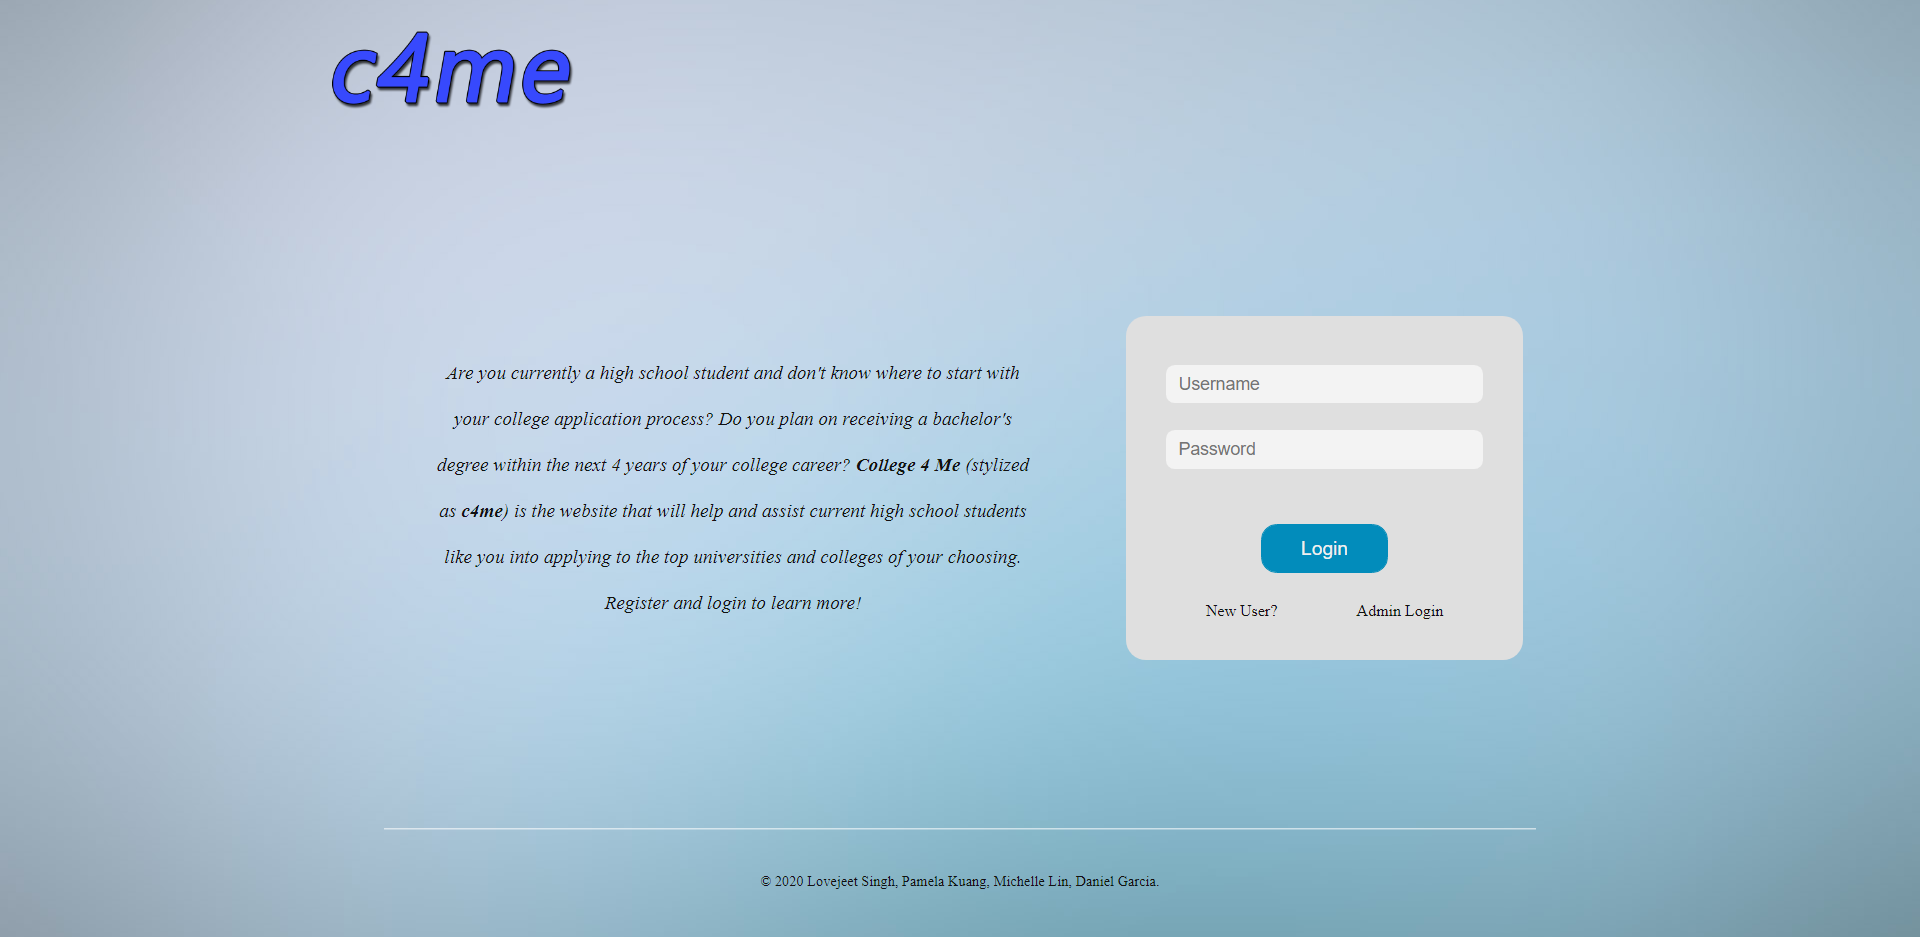 c4me
Are you currently a high school student and don't know where to start with
your college application process? Do you plan on receiving a bachelor's
degree within the next 4 years of your college career? College 4 Me (stylized
as c4me) is the website that will help and assist current high school students
like you into applying to the top universities and colleges of your choosing.
Register and login to learn more!
Username
Password
Login
New User? Admin Login
© 2020 Lovejeet Singh, Pamela Kuang, Michelle Lin, Daniel Garcia.